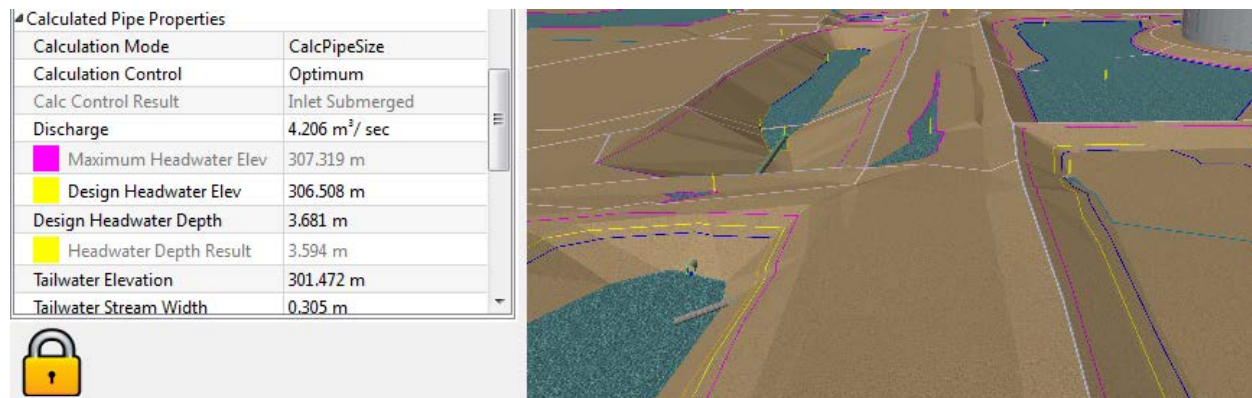 Calculated Pipe Properties
Calculation Mode CalcPipeSize
Calculation Control Optimum
Calc Control Result Inlet Submerged
Discharge 4.206 m³/ sec
Maximum Headwater Elev 307.319 m
Design Headwater Elev 306.508 m
Design Headwater Depth 3.681 m
Headwater Depth Result 3.594 m
Tailwater Elevation 301.472 m
Tailwater Stream Width 0.305 m